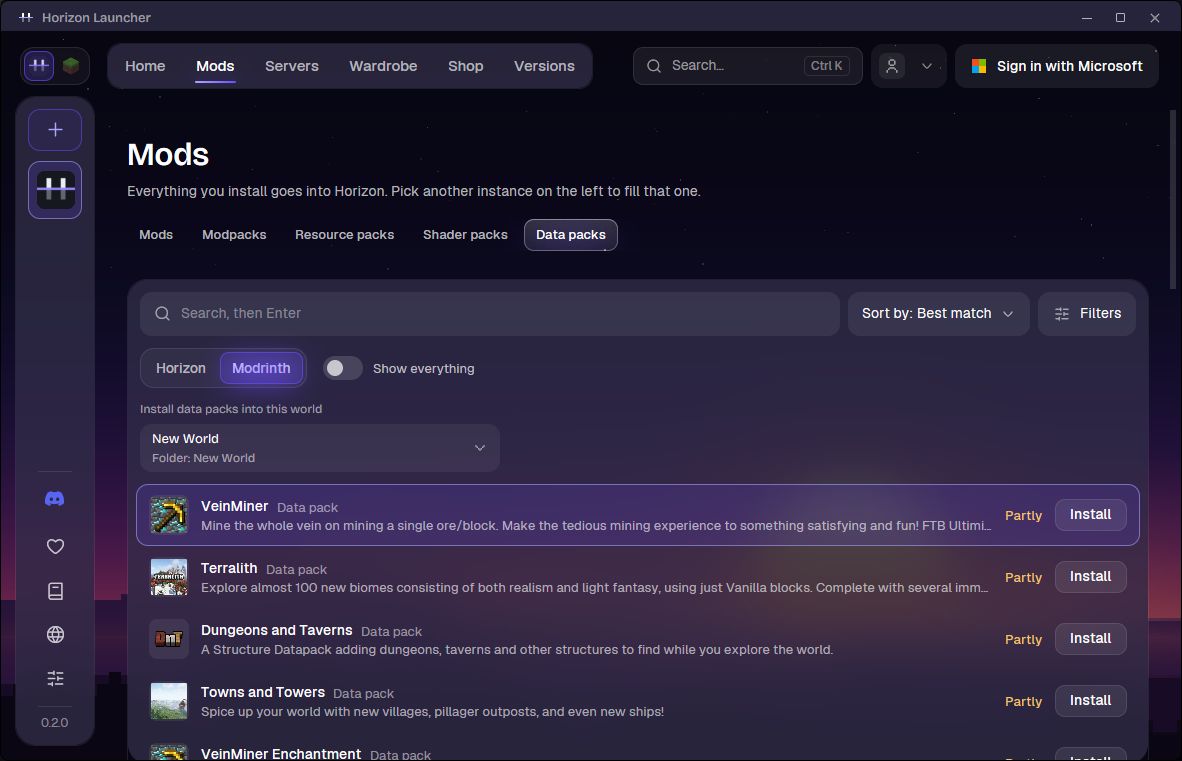 Horizon Launcher
Home Mods Servers Wardrobe Shop Versions
Search... Ctrl K
Sign in with Microsoft
Mods
Everything you install goes into Horizon. Pick another instance on the left to fill that one.
Mods Modpacks Resource packs Shader packs Data packs
Search, then Enter
Sort by: Best match
Filters
Horizon Modrinth Show everything
Install data packs into this world
New World
Folder: New World
VeinMiner Data pack
Mine the whole vein on mining a single ore/block. Make the tedious mining experience to something satisfying and fun! FTB Ultimi...
Partly Install
Terralith Data pack
Explore almost 100 new biomes consisting of both realism and light fantasy, using just Vanilla blocks. Complete with several imm...
Partly Install
Dungeons and Taverns Data pack
A Structure Datapack adding dungeons, taverns and other structures to find while you explore the world.
Partly Install
Towns and Towers Data pack
Spice up your world with new villages, pillager outposts, and even new ships!
Partly Install
VeinMiner Enchantment Data pack
Install
0.2.0